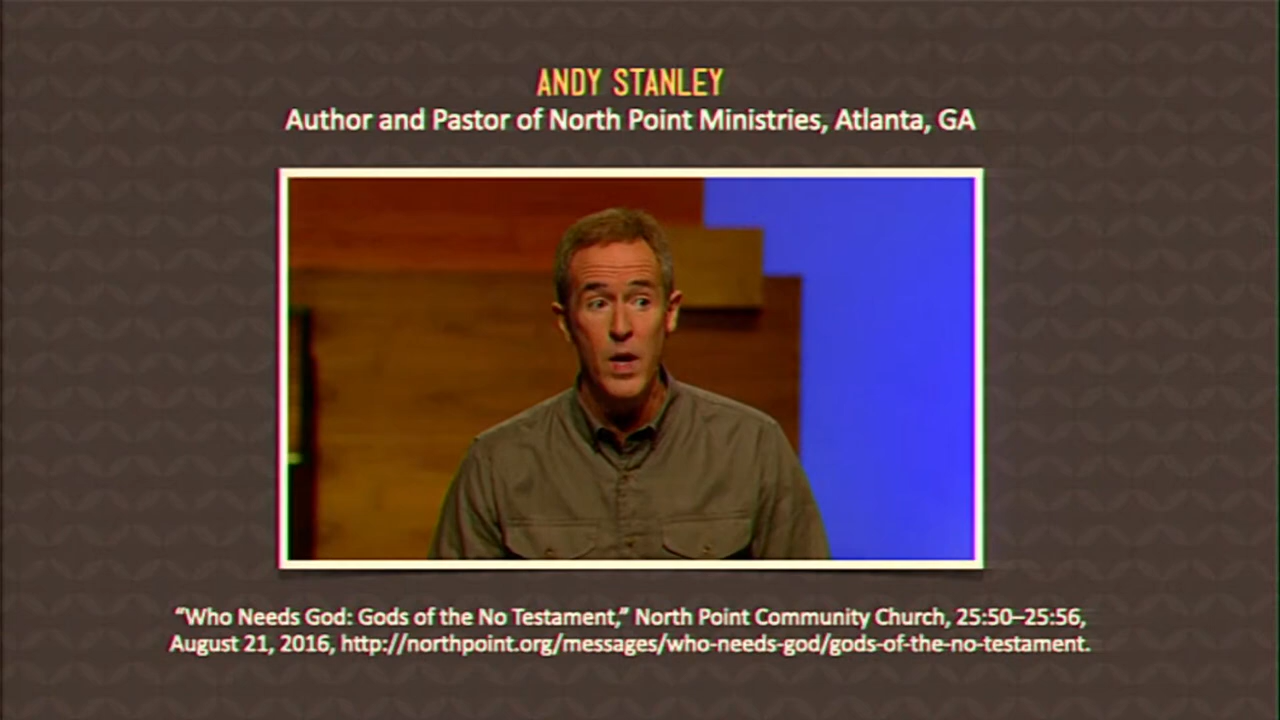 ANDY STANLEY
Author and Pastor of North Point Ministries, Atlanta, GA
“Who Needs God: Gods of the No Testament,” North Point Community Church, 25:50–25:56,
August 21, 2016, http://northpoint.org/messages/who-needs-god/gods-of-the-no-testament.